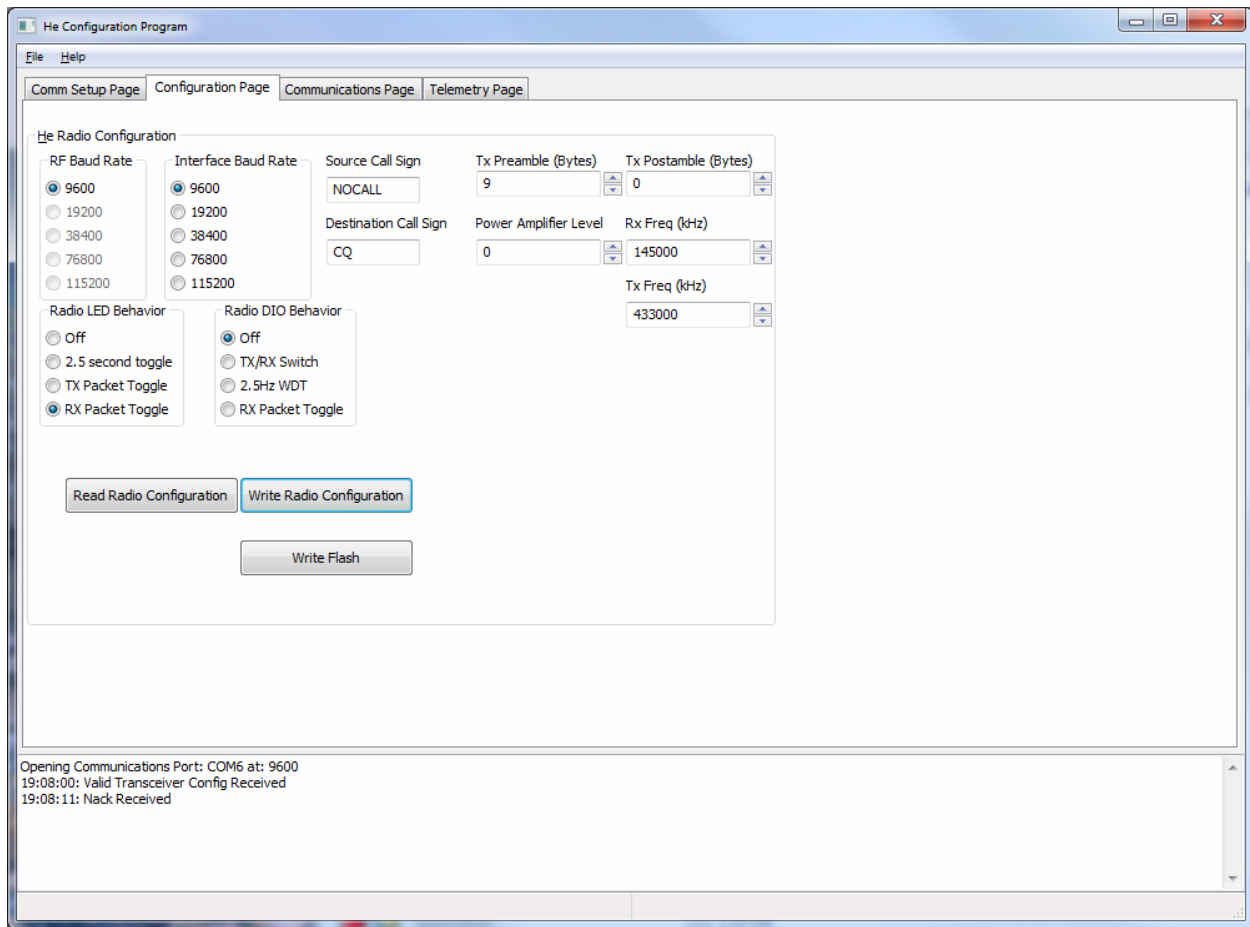 He Configuration Program
File Help
Comm Setup Page Configuration Page Communications Page Telemetry Page
He Radio Configuration
RF Baud Rate Interface Baud Rate Source Call Sign Tx Preamble (Bytes) Tx Postamble (Bytes)
9600 9600 NOCALL 9 0
19200 19200
38400 38400 Destination Call Sign Power Amplifier Level Rx Freq (kHz)
76800 76800 CQ 0 145000
115200 115200 Tx Freq (kHz)
Radio LED Behavior Radio DIO Behavior 433000
Off Off
2.5 second toggle TX/RX Switch
TX Packet Toggle 2.5Hz WDT
RX Packet Toggle RX Packet Toggle
Read Radio Configuration Write Radio Configuration
Write Flash
Opening Communications Port: COM6 at: 9600
19:08:00: Valid Transceiver Config Received
19:08:11: Nack Received